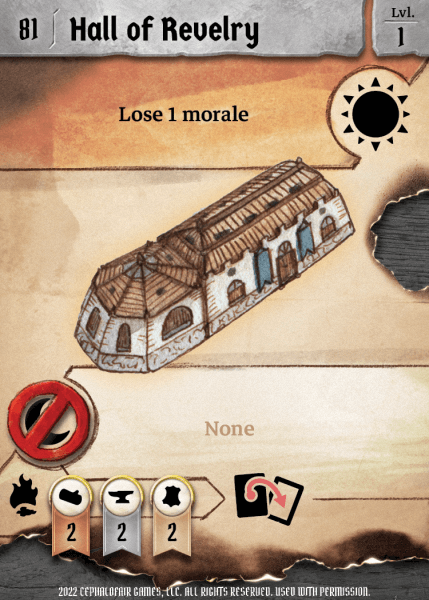 81 Hall of Revelry Lvl.
1
Lose 1 morale
None
2 2 2
2022 CEPHALOFAIR GAMES, LLC. ALL RIGHTS RESERVED. USED WITH PERMISSION.